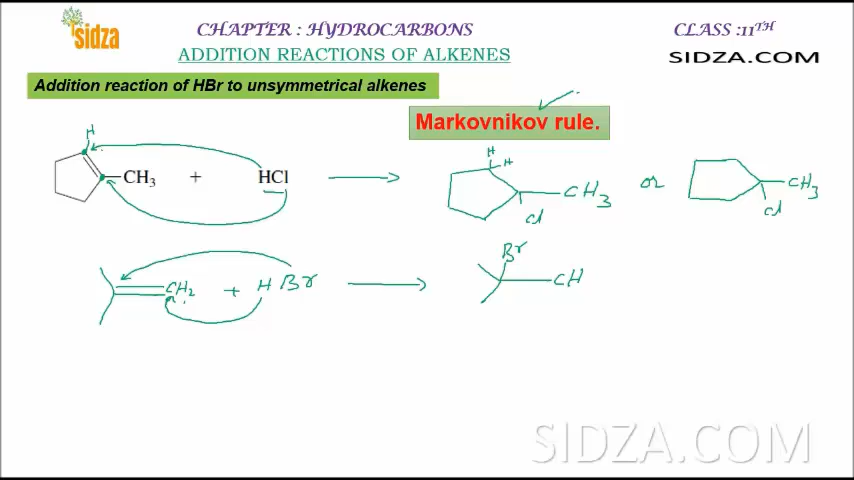 sidza
CHAPTER : HYDROCARBONS
CLASS :11TH
ADDITION REACTIONS OF ALKENES
SIDZA.COM
Addition reaction of HBr to unsymmetrical alkenes
Markovnikov rule.
H
CH3 + HCl
H H
CH3
Cl
or
CH3
Cl
CH2 + H Br
Br
CH
SIDZA.COM